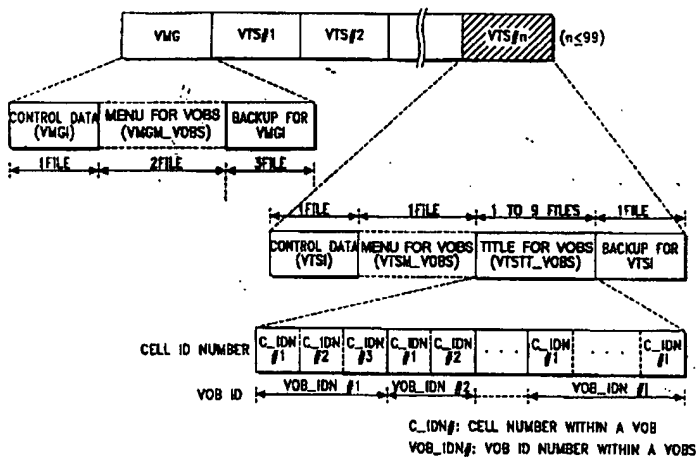 VMG VTS#1 VTS#2 VTS#n (n≤99)
CONTROL DATA (VMGI) MENU FOR VOBS (VMGM_VOBS) BACKUP FOR VMGI
1FILE 2FILE 3FILE
1FILE 1FILE 1 TO 9 FILES 1FILE
CONTROL DATA (VTSI) MENU FOR VOBS (VTSM_VOBS) TITLE FOR VOBS (VTSTT_VOBS) BACKUP FOR VTSI
CELL ID NUMBER C_IDN #1 C_IDN #2 C_IDN #3 C_IDN #1 C_IDN #2 · · · · C_IDN #1 · · · · C_IDN #I
VOB ID VOB_IDN #1 VOB_IDN #2 VOB_IDN #I
C_IDN#: CELL NUMBER WITHIN A VOB
VOB_IDN#: VOB ID NUMBER WITHIN A VOBS